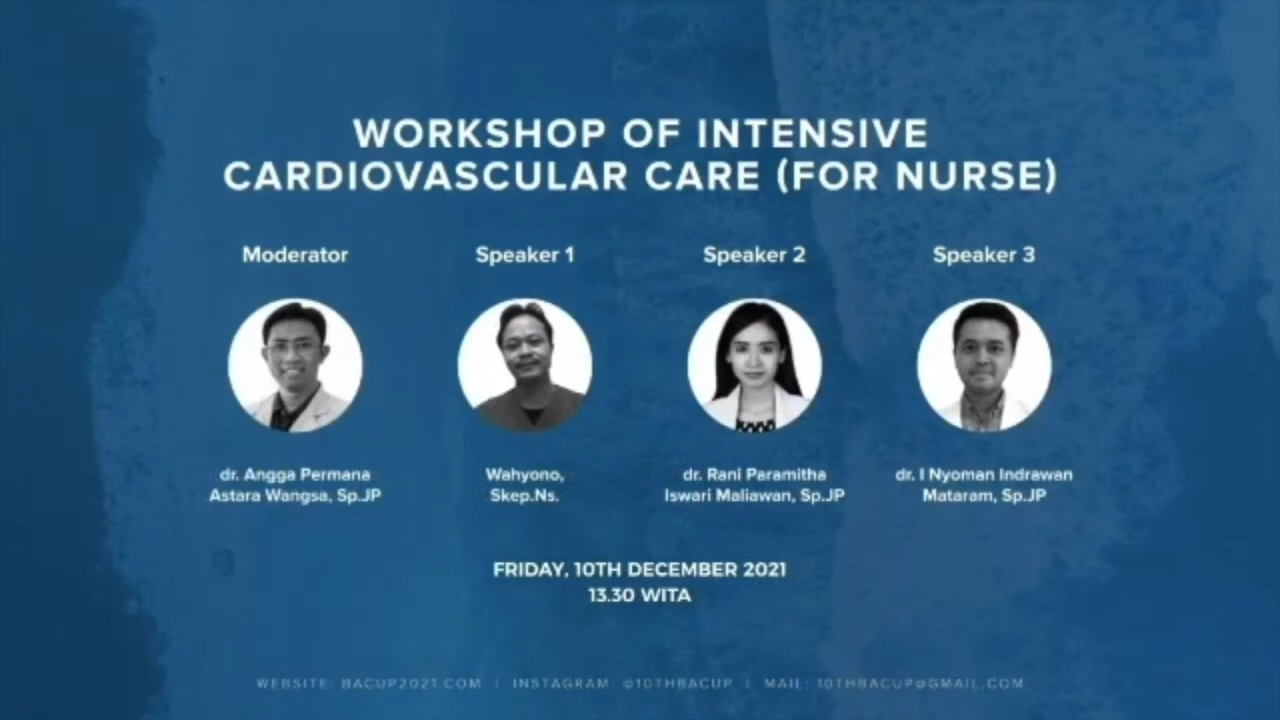 WORKSHOP OF INTENSIVE
CARDIOVASCULAR CARE (FOR NURSE)
Moderator
Speaker 1
Speaker 2
Speaker 3
dr. Angga Permana
Astara Wangsa, Sp.JP
Wahyono,
Skep.Ns.
dr. Rani Paramitha
Iswari Maliawan, Sp.JP
dr. I Nyoman Indrawan
Mataram, Sp.JP
FRIDAY, 10TH DECEMBER 2021
13.30 WITA
WEBSITE: BACUP2021.COM | INSTAGRAM: @10THBACUP | MAIL: 10THBACUP@GMAIL.COM